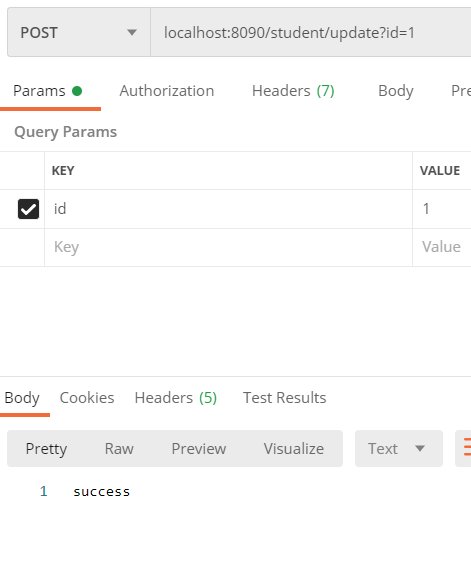 POST localhost:8090/student/update?id=1
Params Authorization Headers (7) Body Pre
Query Params
KEY VALUE
id 1
Key Value
Body Cookies Headers (5) Test Results
Pretty Raw Preview Visualize Text
1 success